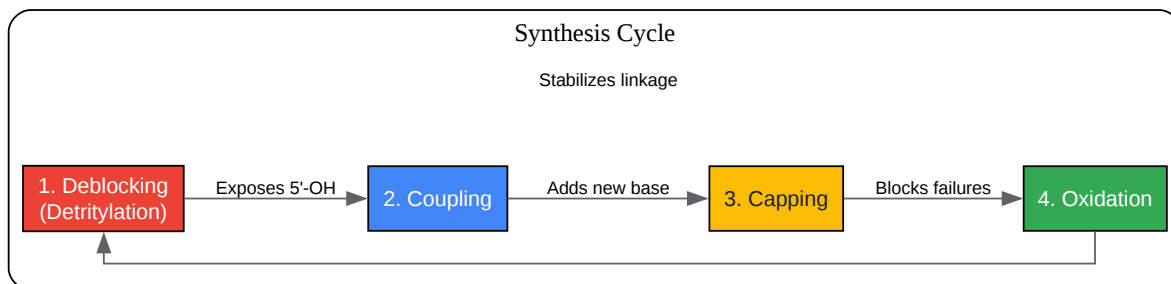 Synthesis Cycle
Stabilizes linkage
1. Deblocking
(Detritylation)
Exposes 5'-OH
2. Coupling
Adds new base
3. Capping
Blocks failures
4. Oxidation